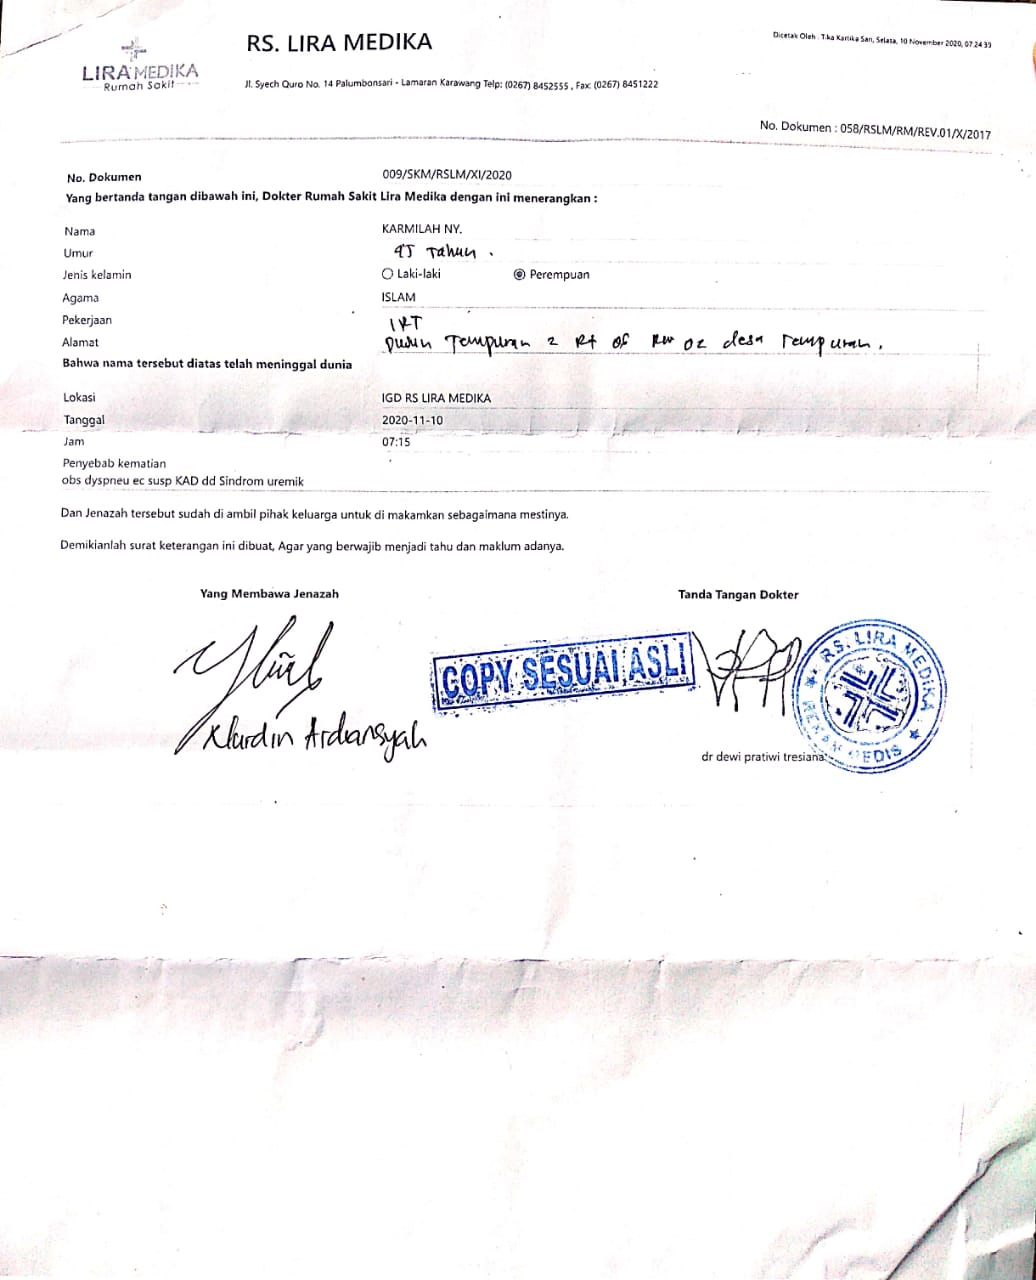 RS. LIRA MEDIKA
Dicetak Oleh : Tika Kartika Sari, Selasa, 10 November 2020, 07 24 39
LIRA MEDIKA
Rumah Sakit
Jl. Syech Quro No. 14 Palumbonsari - Lamaran Karawang Telp: (0267) 8452555 , Fax: (0267) 8451222
No. Dokumen : 058/RSLM/RM/REV.01/X/2017
No. Dokumen 009/SKM/RSLM/XI/2020
Yang bertanda tangan dibawah ini, Dokter Rumah Sakit Lira Medika dengan ini menerangkan :
Nama KARMILAH NY.
Umur Tahun .
Jenis kelamin Laki-laki Perempuan
Agama ISLAM
Pekerjaan IRT
Alamat Dusun Tempuran 2 Rt Rw 02 desa Tempuran.
Bahwa nama tersebut diatas telah meninggal dunia
Lokasi IGD RS LIRA MEDIKA
Tanggal 2020-11-10
Jam 07:15
Penyebab kematian
obs dyspneu ec susp KAD dd Sindrom uremik
Dan Jenazah tersebut sudah di ambil pihak keluarga untuk di makamkan sebagaimana mestinya.
Demikianlah surat keterangan ini dibuat, Agar yang berwajib menjadi tahu dan maklum adanya.
Yang Membawa Jenazah Tanda Tangan Dokter
COPY SESUAI ASLI
RS. LIRA MEDIKA
REKAM MEDIS
Ardiansyah
dr dewi pratiwi tresiana